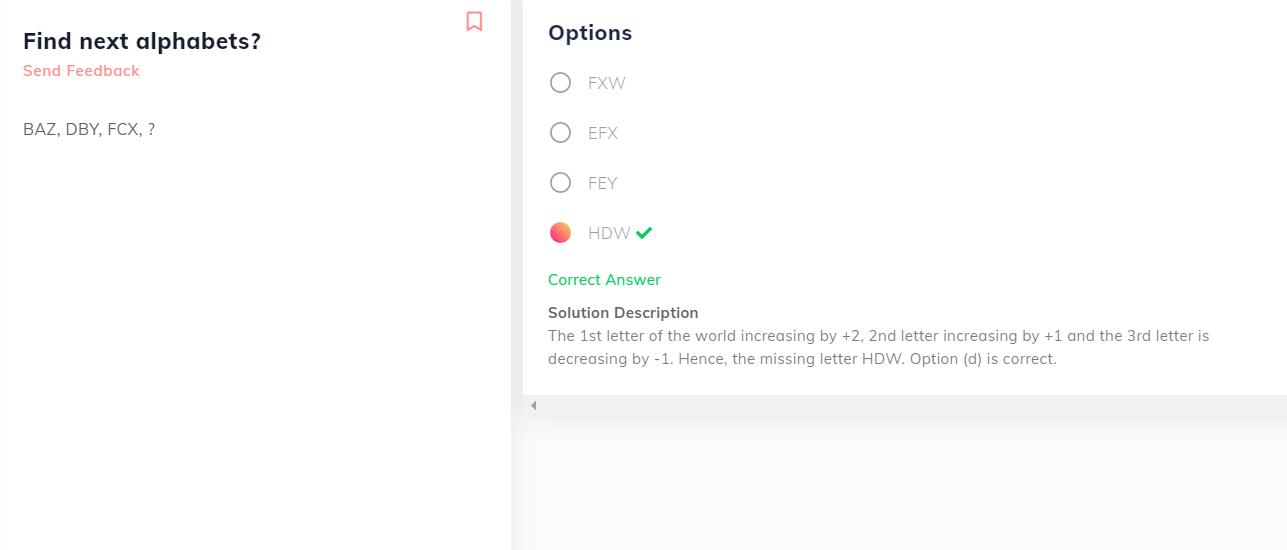 Find next alphabets?
Send Feedback
BAZ, DBY, FCX, ?
Options
FXW
EFX
FEY
HDW
Correct Answer
Solution Description
The 1st letter of the world increasing by +2, 2nd letter increasing by +1 and the 3rd letter is
decreasing by -1. Hence, the missing letter HDW. Option (d) is correct.